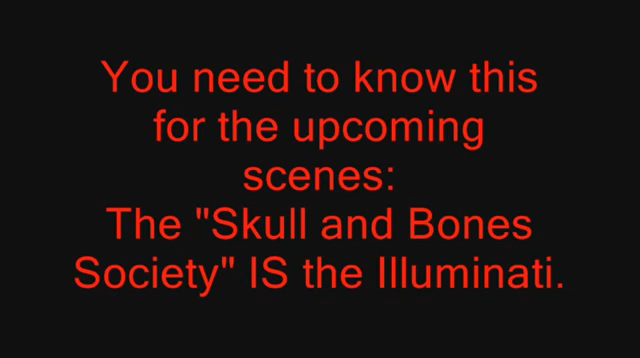 You need to know this
for the upcoming
scenes:
The "Skull and Bones
Society" IS the Illuminati.